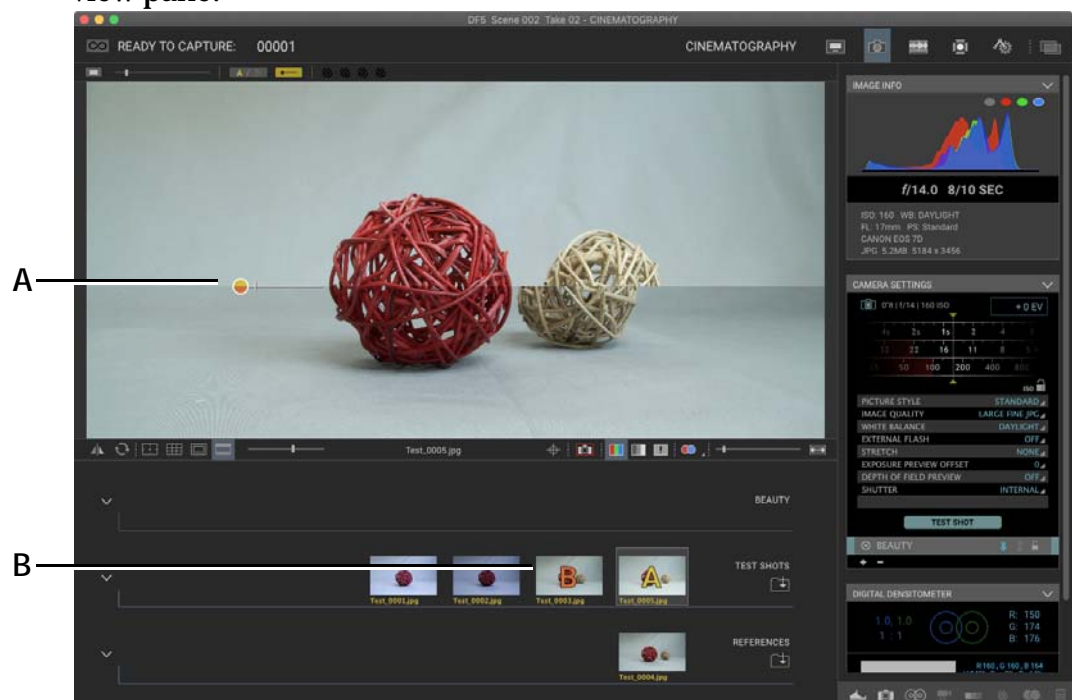 view pane.
DF5 Scene 002 Take 02 - CINEMATOGRAPHY
READY TO CAPTURE: 00001
CINEMATOGRAPHY
IMAGE INFO
f/14.0 8/10 SEC
ISO: 160 WB: DAYLIGHT
FL: 17mm PS: Standard
CANON EOS 7D
JPG 5.2MB 5184 x 3456
A
CAMERA SETTINGS
0"8 | f/14 | 160 ISO
+ 0 EV
4s 2s 1s 2 4
22 16 11 8
50 100 200 400 800
ISO
PICTURE STYLE STANDARD
IMAGE QUALITY LARGE FINE JPG
WHITE BALANCE DAYLIGHT
EXTERNAL FLASH OFF
STRETCH NONE
EXPOSURE PREVIEW OFFSET 0
DEPTH OF FIELD PREVIEW OFF
SHUTTER INTERNAL
Test_0005.jpg
BEAUTY
TEST SHOT
BEAUTY
B
B
A
TEST SHOTS
Test_0001.jpg Test_0002.jpg Test_0003.jpg Test_0005.jpg
DIGITAL DENSITOMETER
1.0, 1.0
1 : 1
R: 150
G: 174
B: 176
REFERENCES
Test_0004.jpg
R 160 , G 160 , B 164